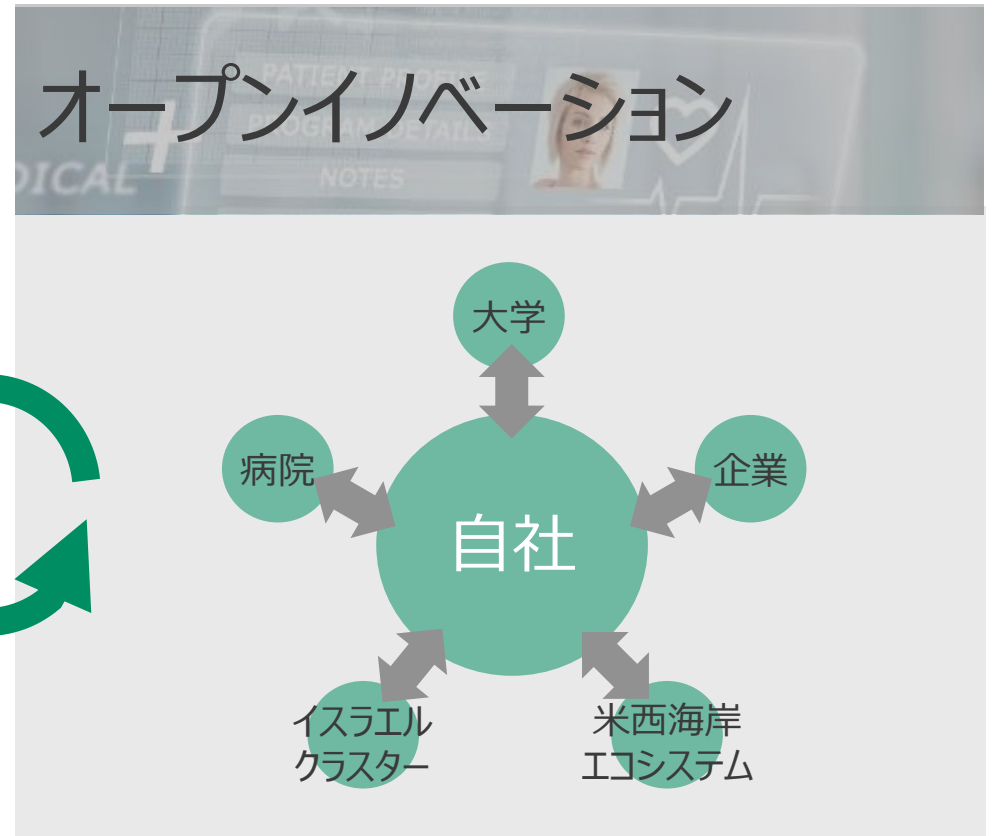 オープンイノベーション
PATIENT PROFILE
PROGRAM DETAILS
NOTES
大学
病院
企業
自社
イスラエル
クラスター
米西海岸
エコシステム